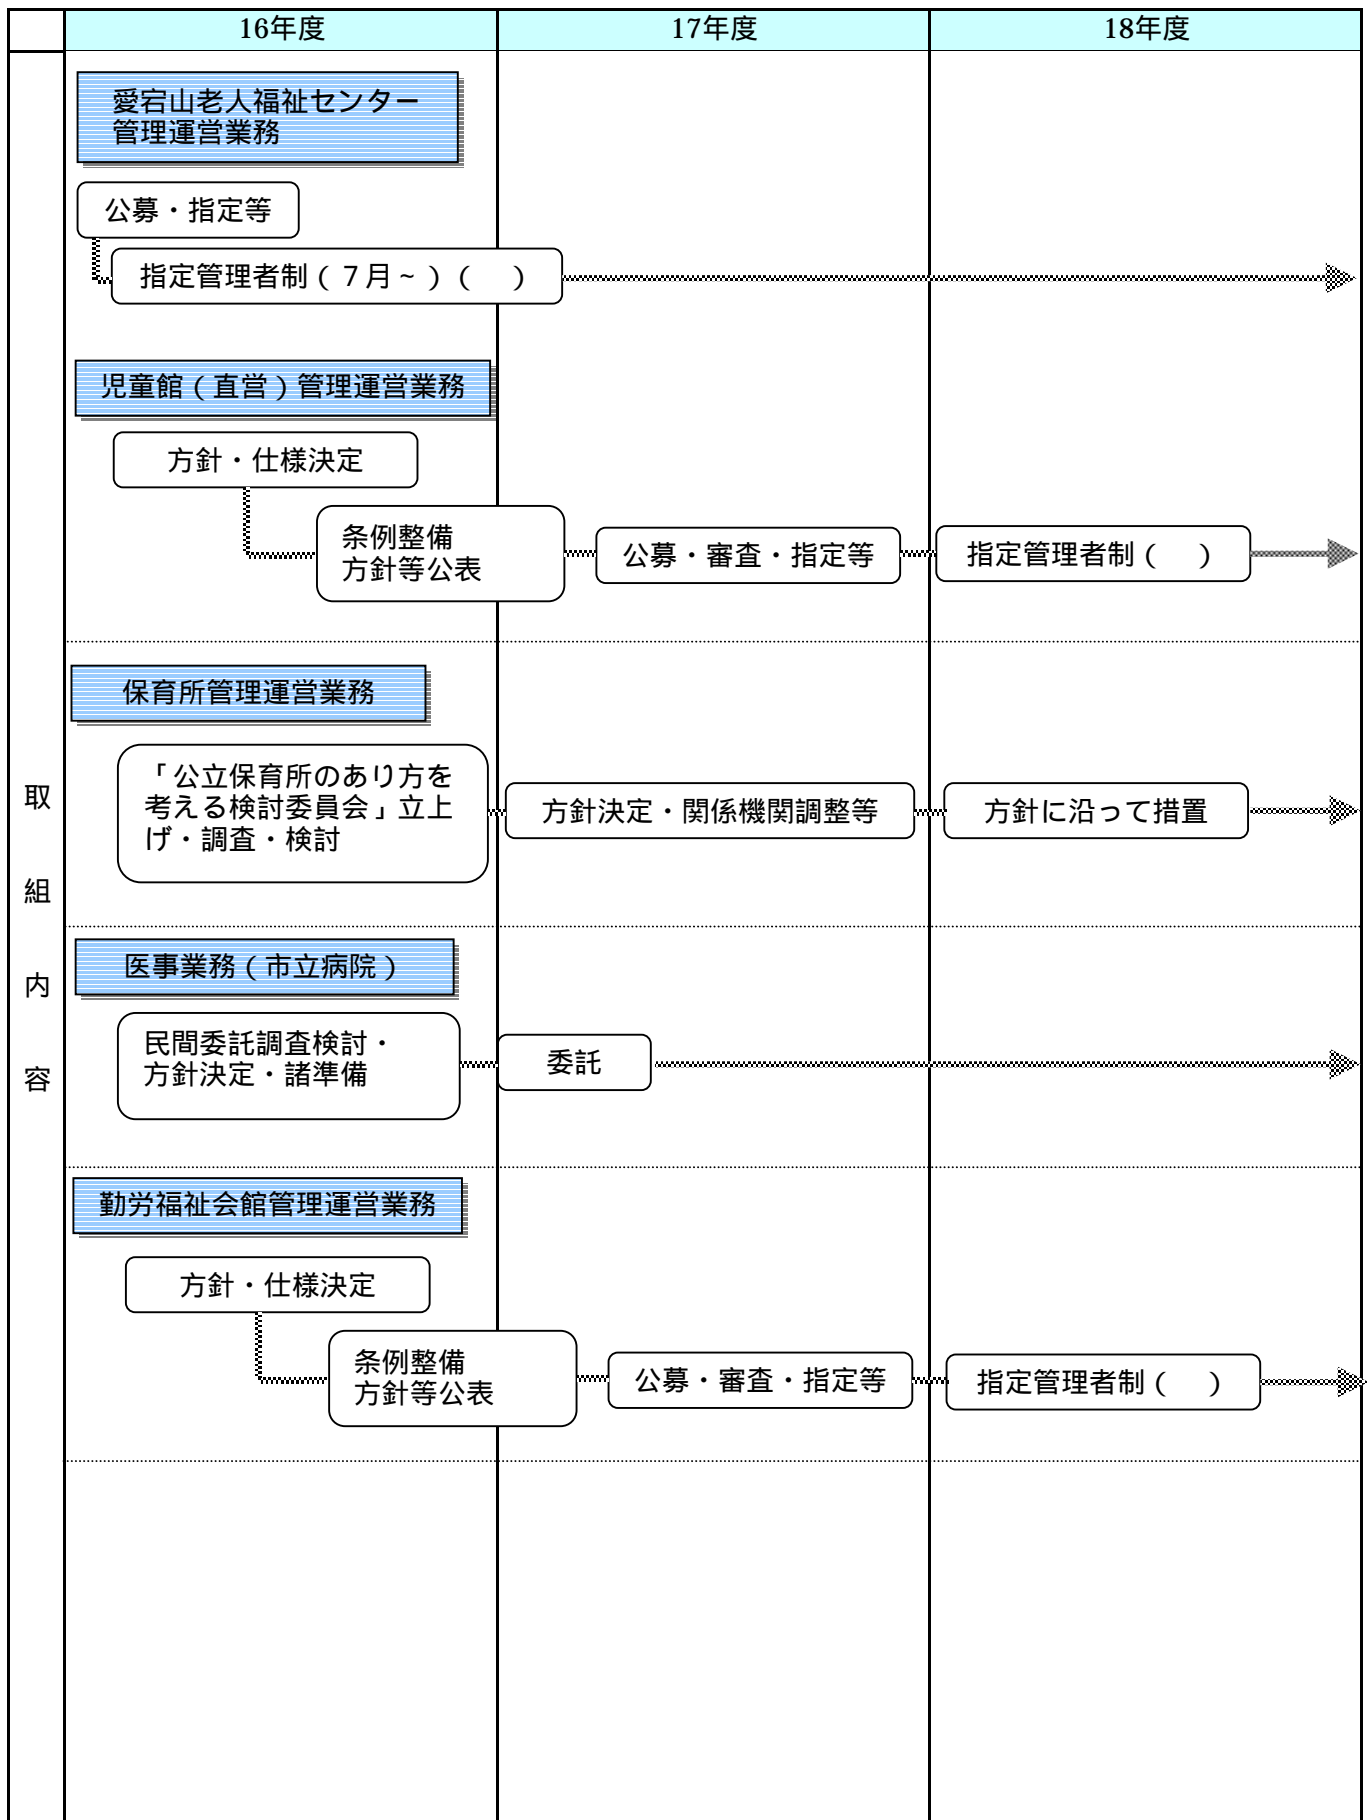 16年度
17年度
18年度
取組内容
愛宕山老人福祉センター
管理運営業務
公募・指定等
指定管理者制(7月~)( )
児童館(直営)管理運営業務
方針・仕様決定
条例整備
方針等公表
公募・審査・指定等
指定管理者制( )
保育所管理運営業務
「公立保育所のあり方を
考える検討委員会」立上
げ・調査・検討
方針決定・関係機関調整等
方針に沿って措置
医事業務(市立病院)
民間委託調査検討・
方針決定・諸準備
委託
勤労福祉会館管理運営業務
方針・仕様決定
条例整備
方針等公表
公募・審査・指定等
指定管理者制( )